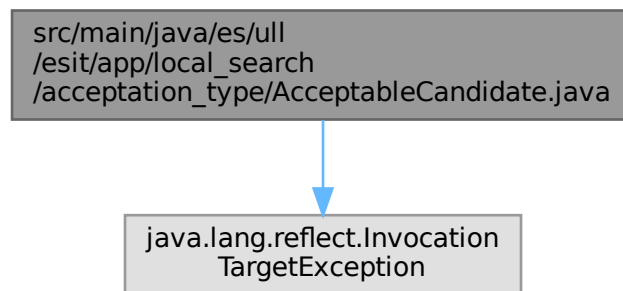 src/main/java/es/ull
/esit/app/local_search
/acceptation_type/AcceptableCandidate.java
java.lang.reflect.Invocation
TargetException